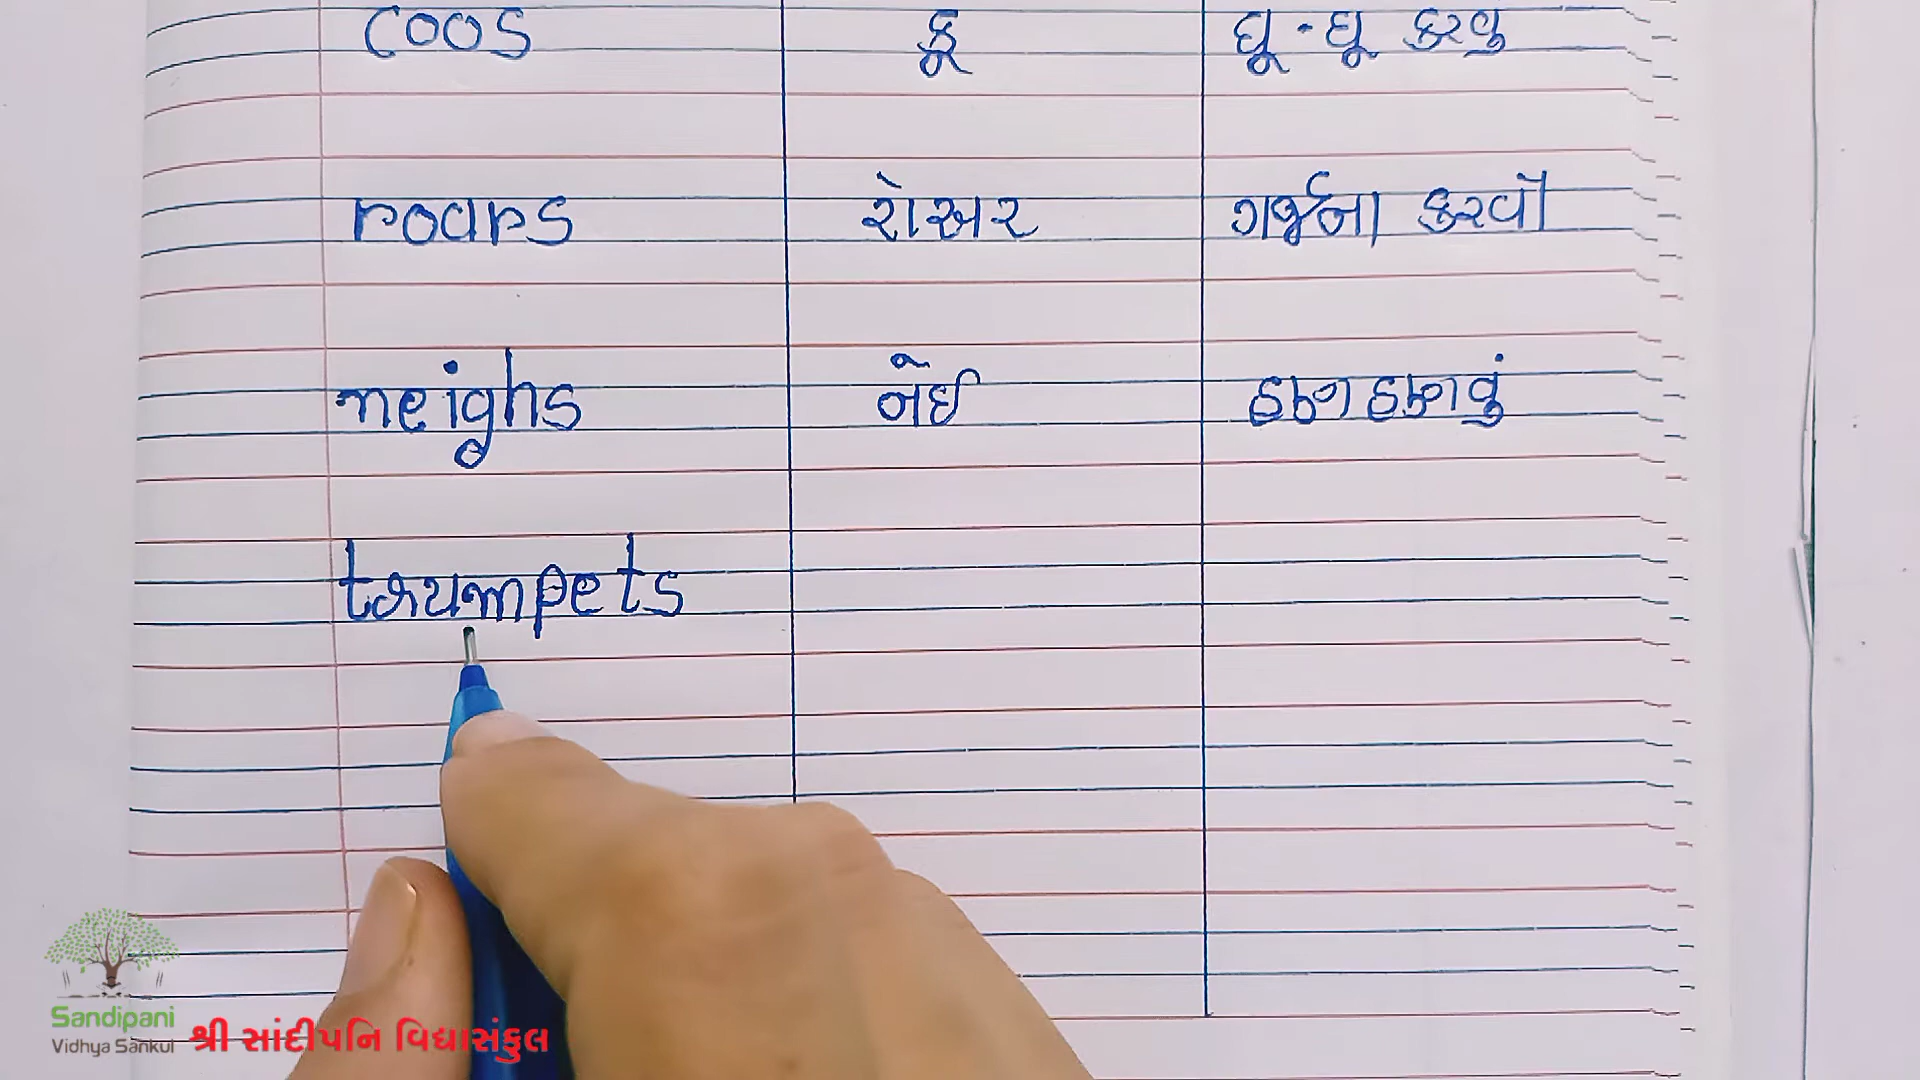 coos કૂ ઘૂ-ઘૂ કરવુ
roars રોઅર ગર્જના કરવી
neighs નેઈ હણહણવું
trumpets
Sandipani
Vidhya Sankul
શ્રી સાંદીપનિ વિદ્યાસંકુલ